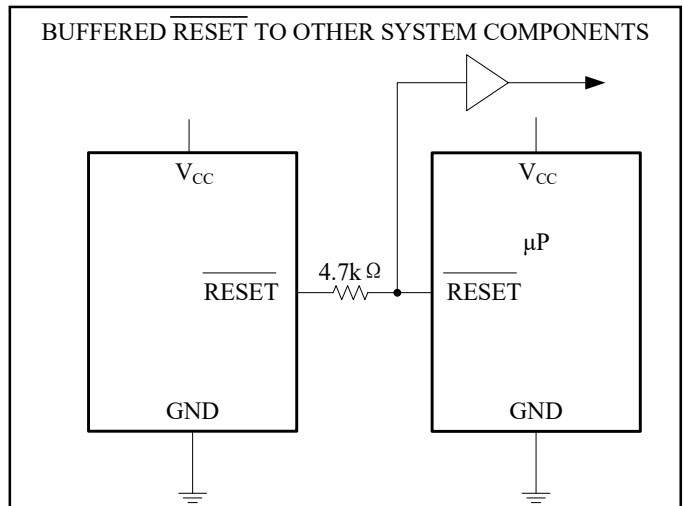 BUFFERED RESET TO OTHER SYSTEM COMPONENTS
VCC
VCC
μP
4.7k Ω
RESET
RESET
GND
GND